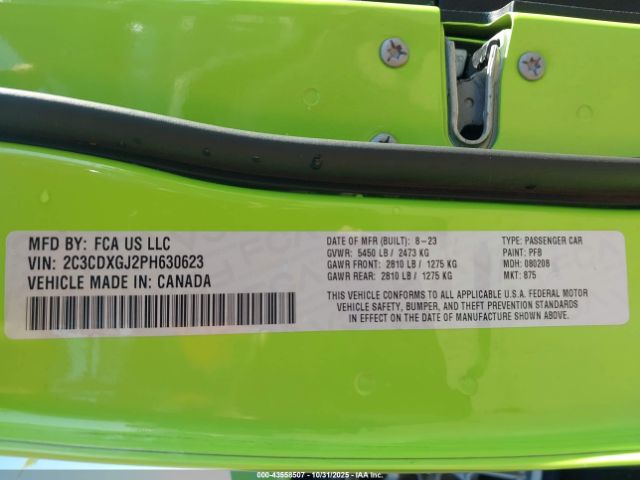 MFD BY: FCA US LLC
VIN: 2C3CDXGJ2PH630623
VEHICLE MADE IN: CANADA
DATE OF MFR (BUILT): 8-23
GVWR: 5450 LB / 2473 KG
GAWR FRONT: 2810 LB / 1275 KG
GAWR REAR: 2810 LB / 1275 KG
TYPE: PASSENGER CAR
PAINT: PFB
MDH: 080208
MKT: 875
THIS VEHICLE CONFORMS TO ALL APPLICABLE U.S.A. FEDERAL MOTOR
VEHICLE SAFETY, BUMPER, AND THEFT PREVENTION STANDARDS
IN EFFECT ON THE DATE OF MANUFACTURE SHOWN ABOVE.
000-43558507 - 10/31/2025 - IAA Inc.